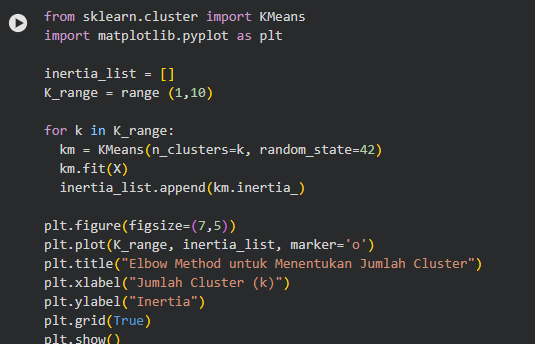 from sklearn.cluster import KMeans
import matplotlib.pyplot as plt
inertia_list = []
K_range = range (1,10)
for k in K_range:
  km = KMeans(n_clusters=k, random_state=42)
  km.fit(X)
  inertia_list.append(km.inertia_)
plt.figure(figsize=(7,5))
plt.plot(K_range, inertia_list, marker='o')
plt.title("Elbow Method untuk Menentukan Jumlah Cluster")
plt.xlabel("Jumlah Cluster (k)")
plt.ylabel("Inertia")
plt.grid(True)
plt.show()